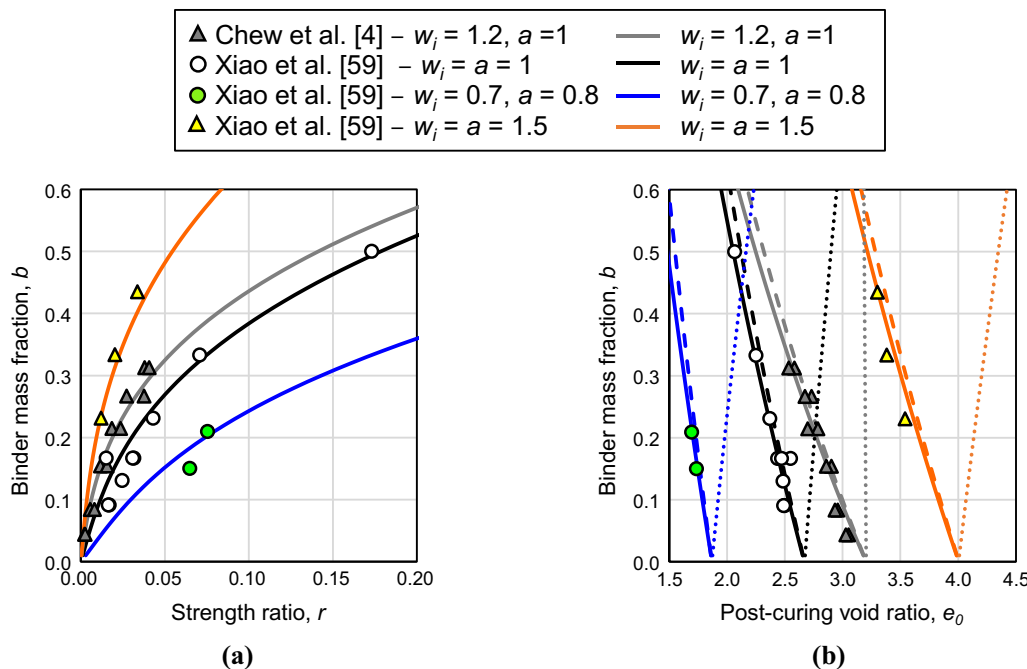 Chew et al. [4] – wi = 1.2, a =1
wi = 1.2, a =1
Xiao et al. [59] – wi = a = 1
wi = a = 1
Xiao et al. [59] – wi = 0.7, a = 0.8
wi = 0.7, a = 0.8
Xiao et al. [59] – wi = a = 1.5
wi = a = 1.5
Binder mass fraction, b
0.6
0.5
0.4
0.3
0.2
0.1
0.0
0.00
0.05
0.10
0.15
0.20
Strength ratio, r
(a)
Binder mass fraction, b
0.6
0.5
0.4
0.3
0.2
0.1
0.0
1.5
2.0
2.5
3.0
3.5
4.0
4.5
Post-curing void ratio, e0
(b)